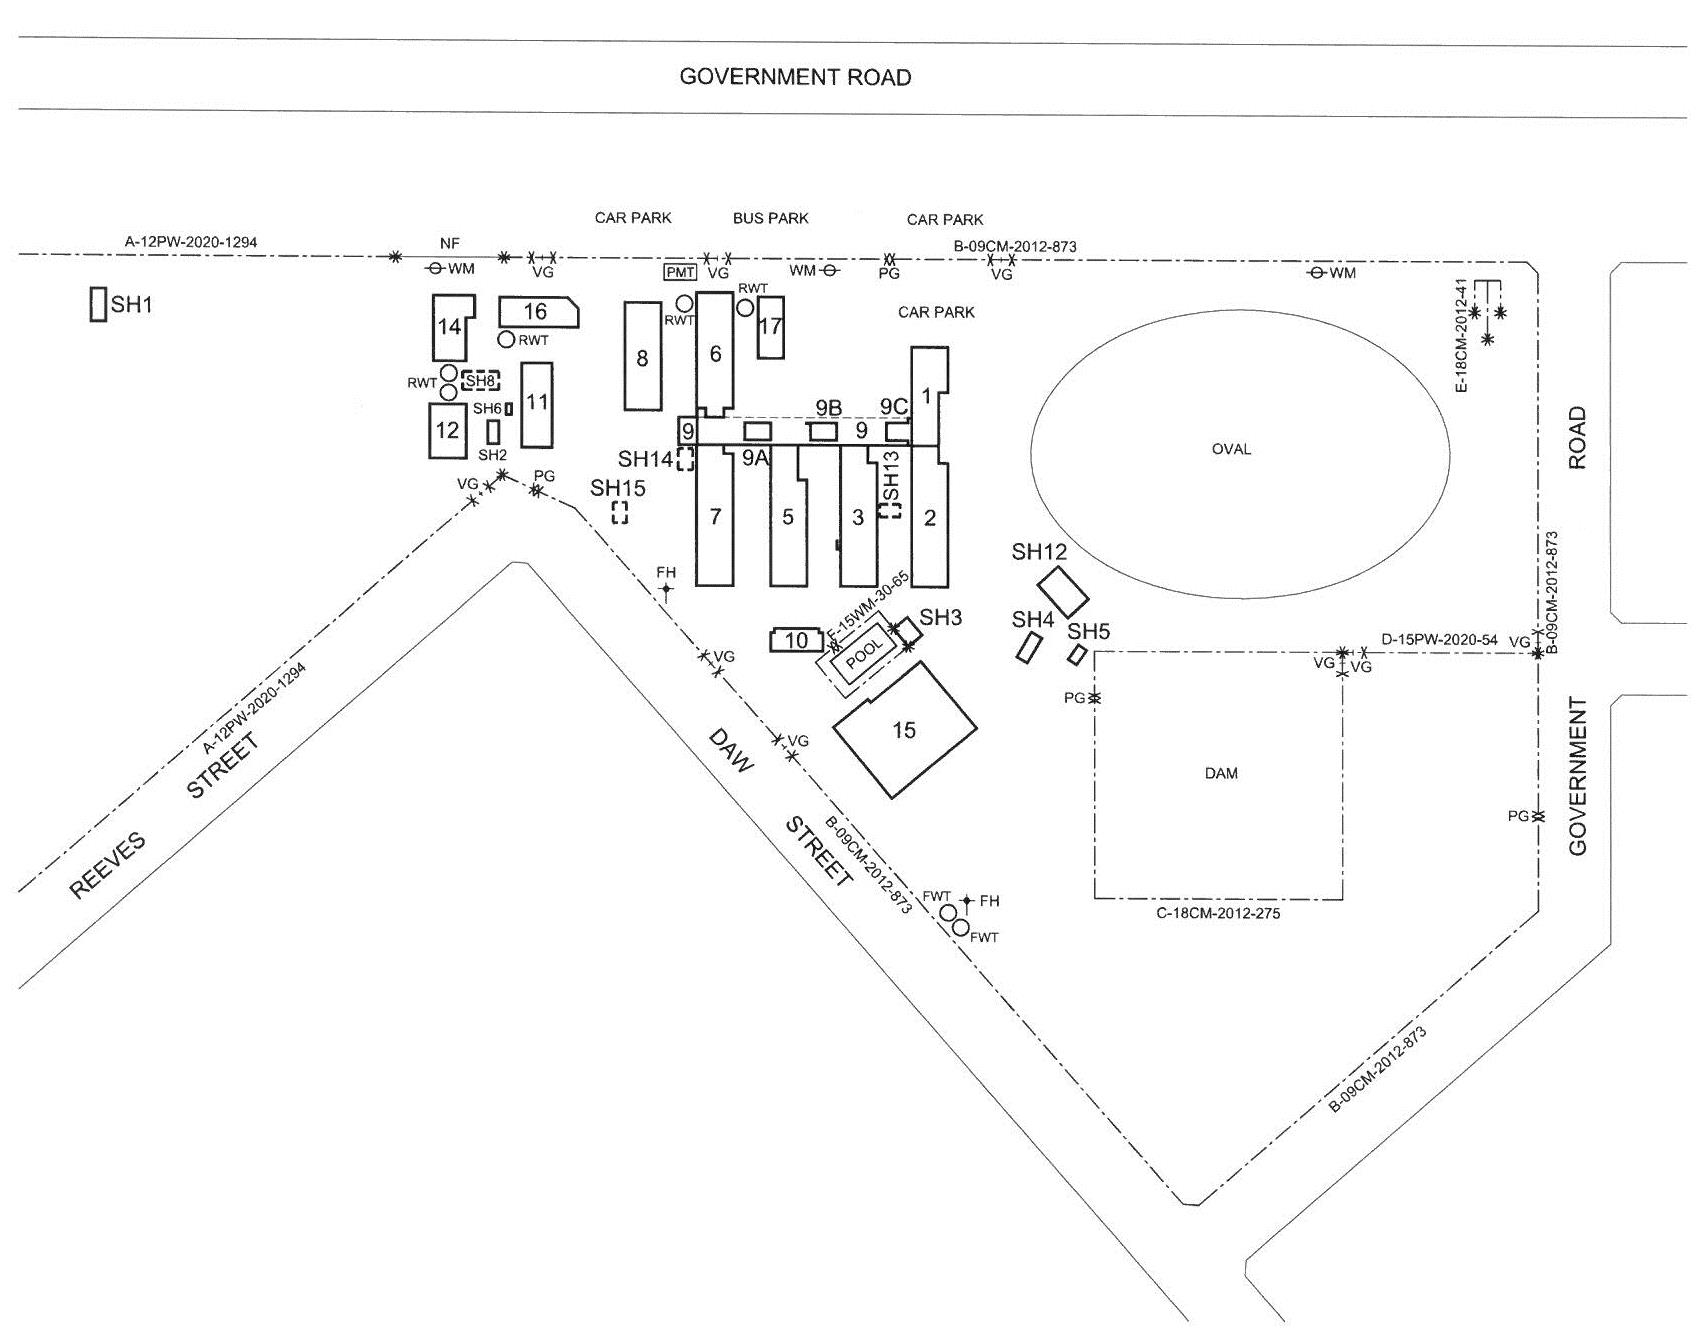 GOVERNMENT ROAD
CAR PARK
BUS PARK
CAR PARK
A-12PW-2020-1294
NF
B-09CM-2012-873
WM
VG
PMT
VG
WM
PG
VG
WM
SH1
14
16
RWT
RWT
RWT
17
CAR PARK
E-18CM-2012-41
8
6
RWT
SH8
SH6
11
12
SH2
1
9B
9C
9
9
9A
SH14
SH13
OVAL
ROAD
VG
PG
SH15
7
5
3
2
FH
SH12
F-15WM-30-65
SH3
SH4
SH5
10
POOL
VG
D-15PW-2020-54
VG
B-09CM-2012-873
VG
VG
PG
A-12PW-2020-1294
REEVES STREET
15
VG
DAW STREET
DAM
GOVERNMENT
PG
B-09CM-2012-873
FWT
FH
FWT
C-18CM-2012-275
B-09CM-2012-873